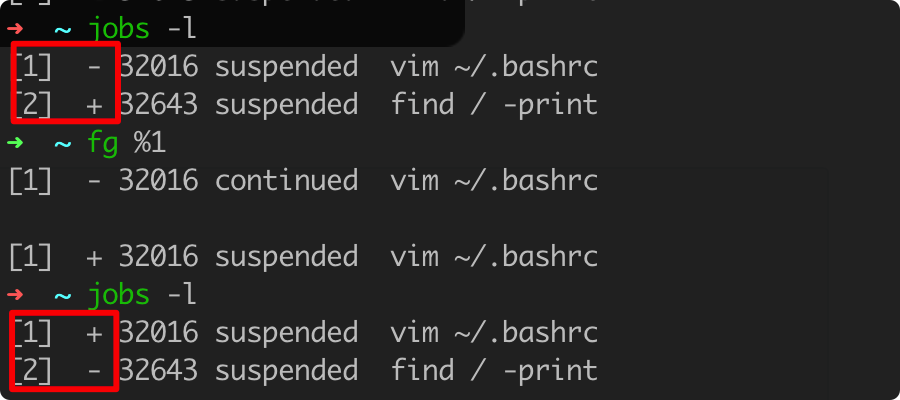 ➜  ~ jobs -l
[1]  - 32016 suspended  vim ~/.bashrc
[2]  + 32643 suspended  find / -print
➜  ~ fg %1
[1]  - 32016 continued  vim ~/.bashrc
[1]  + 32016 suspended  vim ~/.bashrc
➜  ~ jobs -l
[1]  + 32016 suspended  vim ~/.bashrc
[2]  - 32643 suspended  find / -print